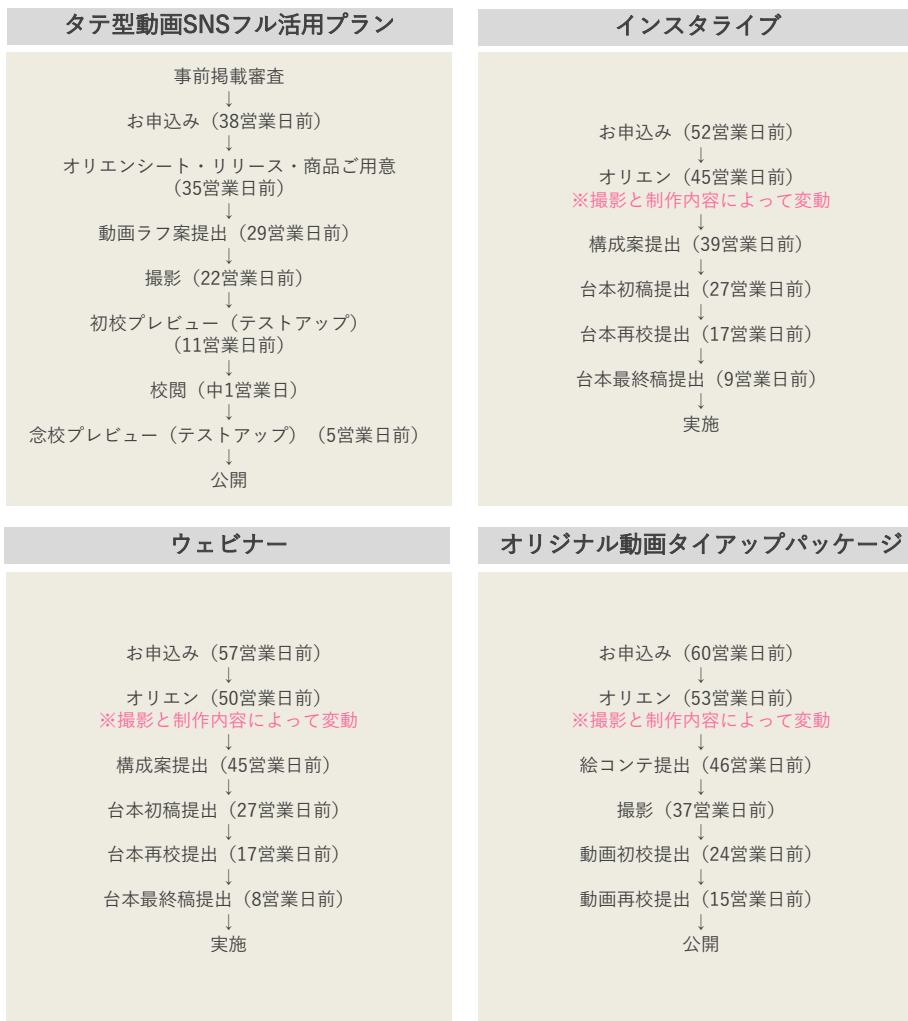 タテ型動画SNSフル活用プラン
事前掲載審査
↓
お申込み（38営業日前）
↓
オリエンシート・リリース・商品ご用意
（35営業日前）
↓
動画ラフ案提出（29営業日前）
↓
撮影（22営業日前）
↓
初校プレビュー（テストアップ）
（11営業日前）
↓
校閲（中1営業日）
↓
念校プレビュー（テストアップ）（5営業日前）
↓
公開
インスタライブ
お申込み（52営業日前）
↓
オリエン（45営業日前）
※撮影と制作内容によって変動
↓
構成案提出（39営業日前）
↓
台本初稿提出（27営業日前）
↓
台本再校提出（17営業日前）
↓
台本最終稿提出（9営業日前）
↓
実施
ウェビナー
お申込み（57営業日前）
↓
オリエン（50営業日前）
※撮影と制作内容によって変動
↓
構成案提出（45営業日前）
↓
台本初稿提出（27営業日前）
↓
台本再校提出（17営業日前）
↓
台本最終稿提出（8営業日前）
↓
実施
オリジナル動画タイアップパッケージ
お申込み（60営業日前）
↓
オリエン（53営業日前）
※撮影と制作内容によって変動
↓
絵コンテ提出（46営業日前）
↓
撮影（37営業日前）
↓
動画初校提出（24営業日前）
↓
動画再校提出（15営業日前）
↓
公開